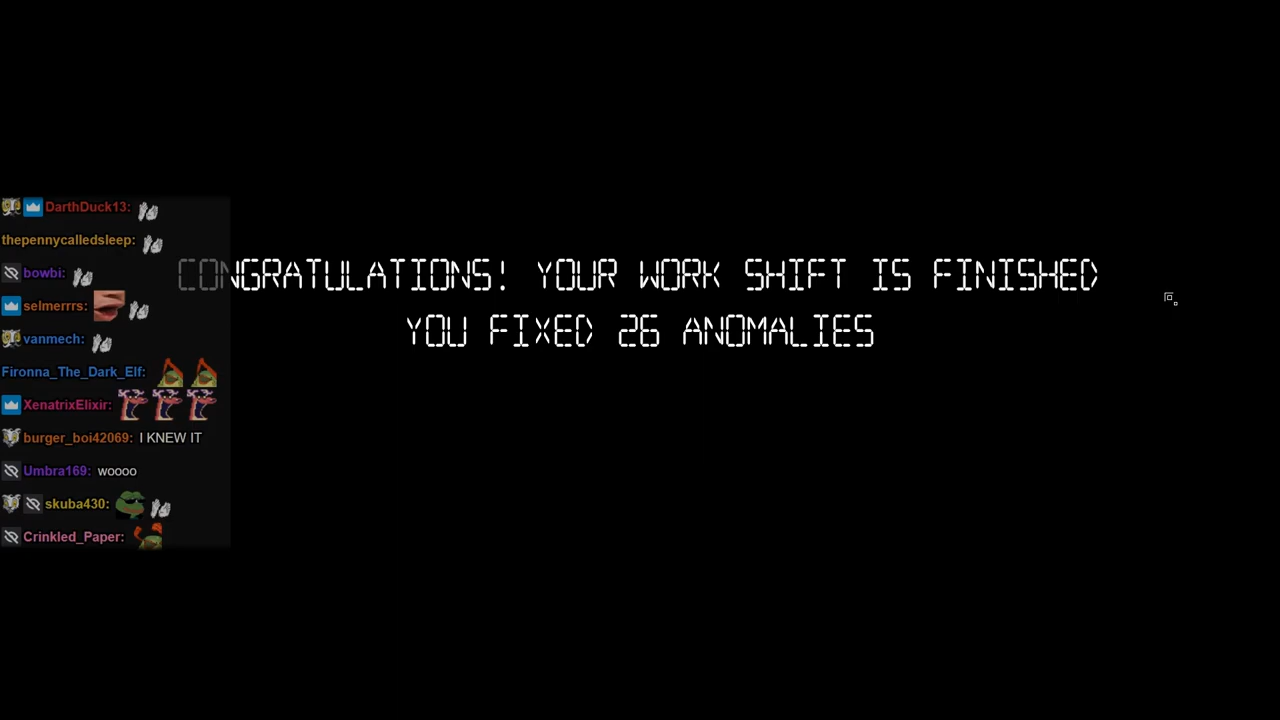 DarthDuck13:
thepennycalledsleep:
bowbi:
CONGRATULATIONS! YOUR WORK SHIFT IS FINISHED
selmerrrs:
YOU FIXED 26 ANOMALIES
vanmech:
Fironna_The_Dark_Elf:
XenatrixElixir:
burger_boi42069: I KNEW IT
Umbra169: woooo
skuba430:
Crinkled_Paper: